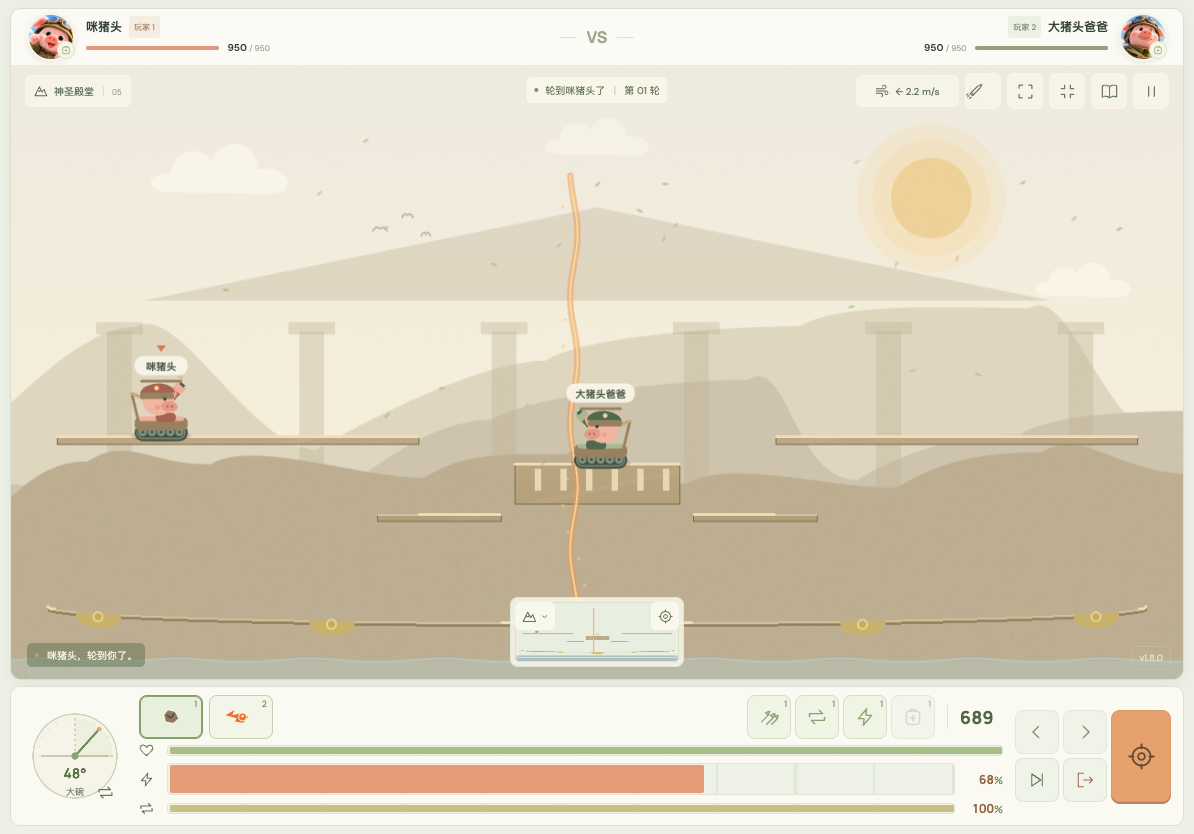 咪猪头 玩家 1
950 / 950
VS
玩家 2 大猪头爸爸
950 / 950
神圣殿堂 05
轮到咪猪头了 第 01 轮
← 2.2 m/s
咪猪头
大猪头爸爸
咪猪头，轮到你了。
v1.8.0
1
2
1
1
1
1
689
48°
大碗
68%
100%